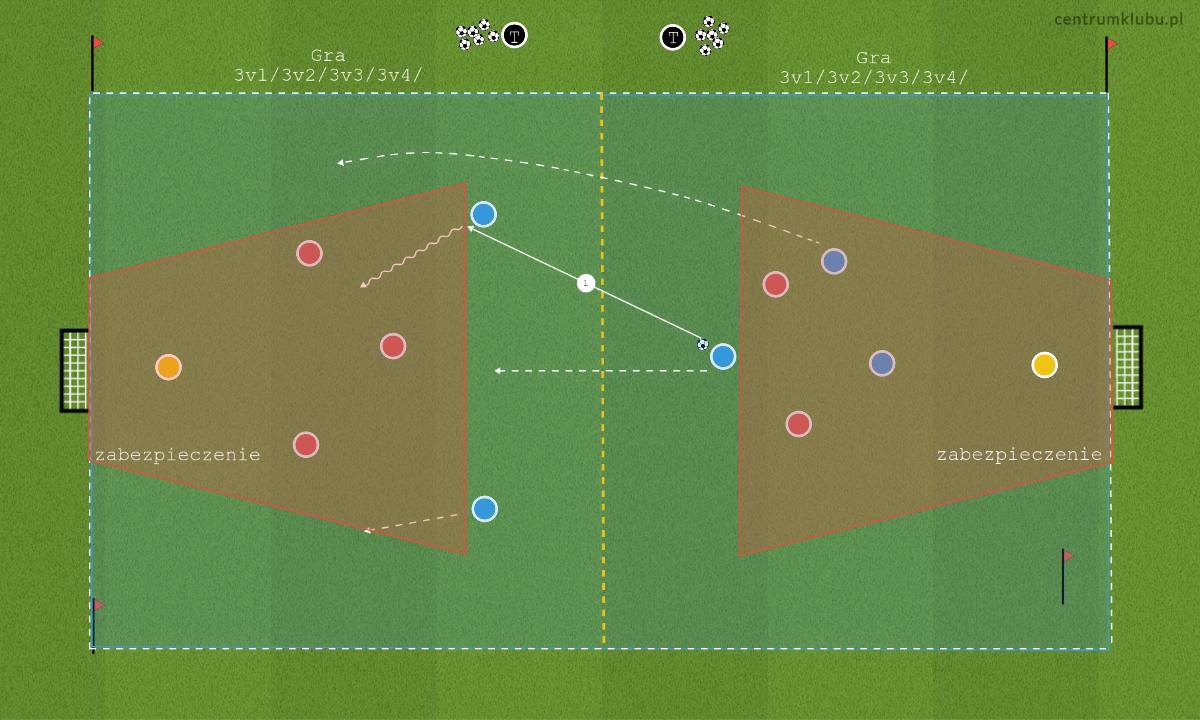 centrumklubu.pl
T
T
Gra
3v1/3v2/3v3/3v4/
Gra
3v1/3v2/3v3/3v4/
1
zabezpieczenie
zabezpieczenie